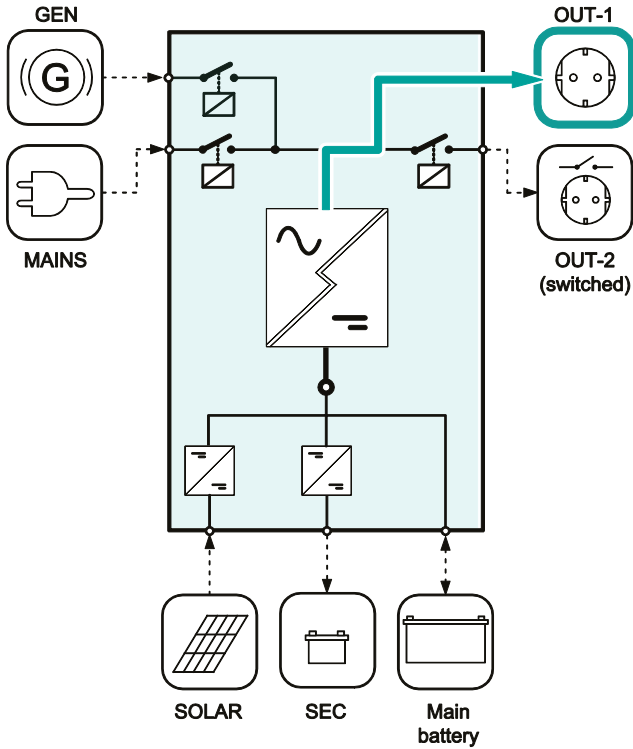 GEN
OUT-1
G
MAINS
OUT-2
(switched)
SOLAR
SEC
Main
battery